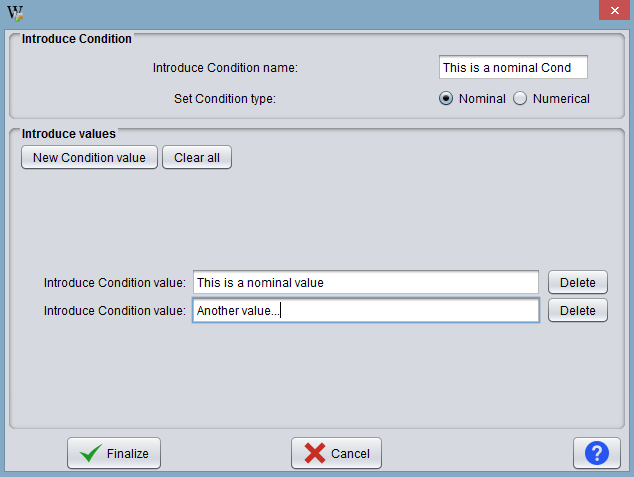 W
Introduce Condition
Introduce Condition name: This is a nominal Cond
Set Condition type: Nominal Numerical
Introduce values
New Condition value Clear all
Introduce Condition value: This is a nominal value Delete
Introduce Condition value: Another value... Delete
Finalize Cancel ?